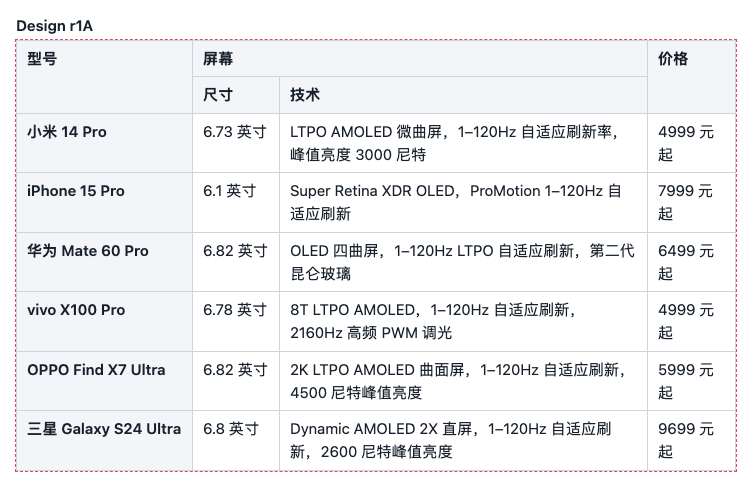 Design r1A
型号 屏幕 价格
尺寸 技术
小米 14 Pro 6.73 英寸 LTPO AMOLED 微曲屏，1–120Hz 自适应刷新率， 4999 元
峰值亮度 3000 尼特 起
iPhone 15 Pro 6.1 英寸 Super Retina XDR OLED，ProMotion 1–120Hz 自 7999 元
适应刷新 起
华为 Mate 60 Pro 6.82 英寸 OLED 四曲屏，1–120Hz LTPO 自适应刷新，第二代 6499 元
昆仑玻璃 起
vivo X100 Pro 6.78 英寸 8T LTPO AMOLED，1–120Hz 自适应刷新， 4999 元
2160Hz 高频 PWM 调光 起
OPPO Find X7 Ultra 6.82 英寸 2K LTPO AMOLED 曲面屏，1–120Hz 自适应刷新， 5999 元
4500 尼特峰值亮度 起
三星 Galaxy S24 Ultra 6.8 英寸 Dynamic AMOLED 2X 直屏，1–120Hz 自适应刷 9699 元
新，2600 尼特峰值亮度 起